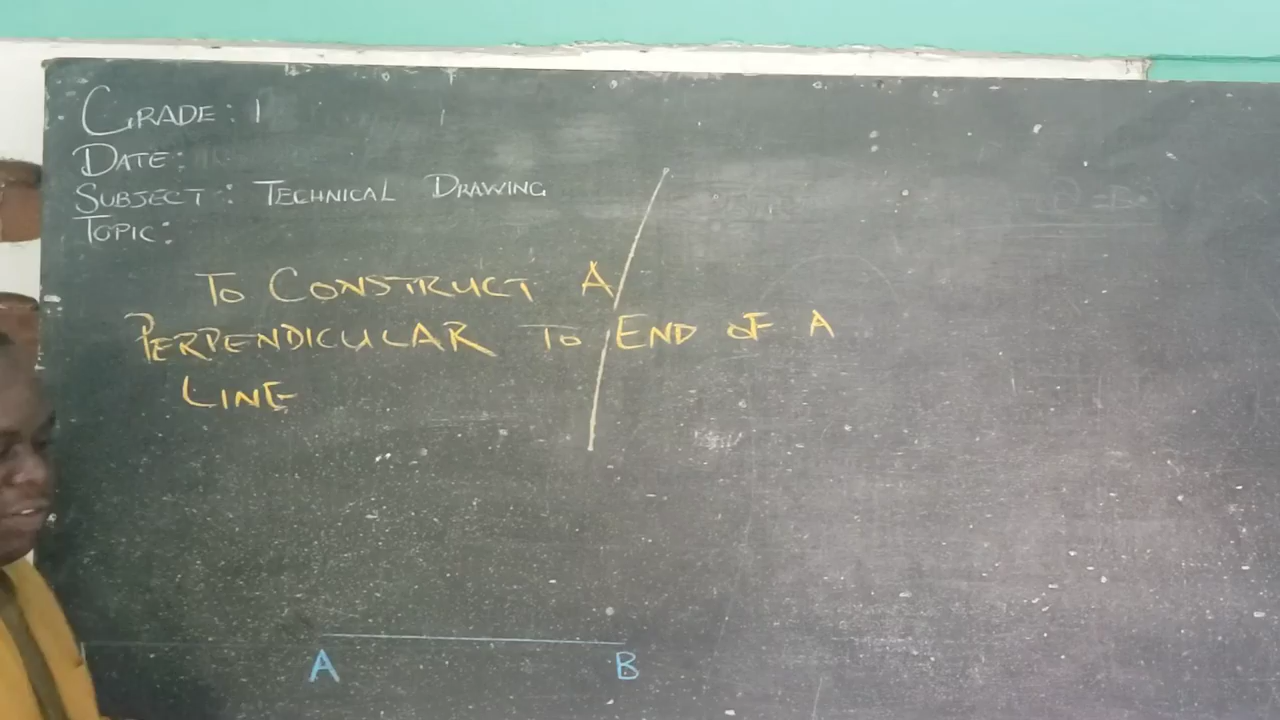 GRADE: 1
DATE:
SUBJECT: TECHNICAL DRAWING
TOPIC:
TO CONSTRUCT A
PERPENDICULAR TO END OF A
LINE
A B